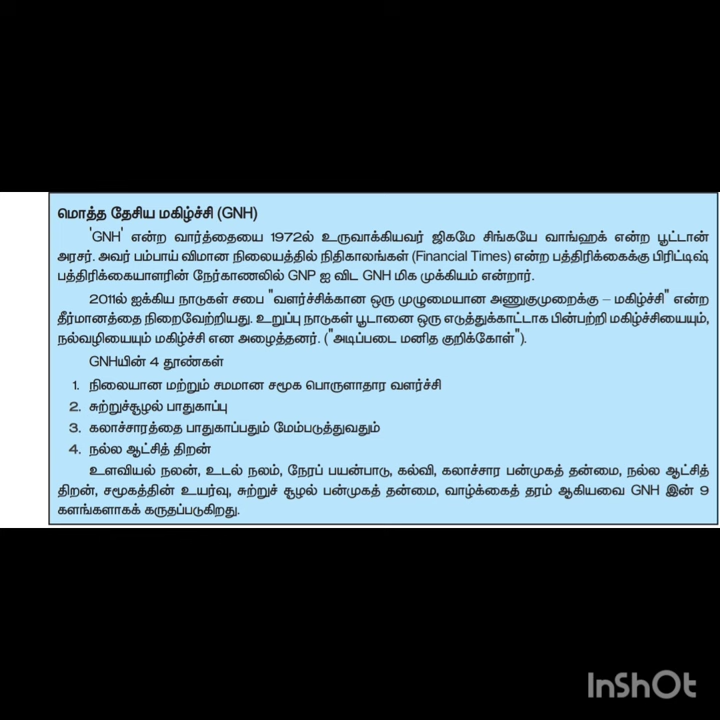 மொத்த தேசிய மகிழ்ச்சி (GNH)
'GNH' என்ற வார்த்தையை 1972ல் உருவாக்கியவர் ஜிகமே சிங்கயே வாங்ஹக் என்ற பூட்டான்
அரசர். அவர் பம்பாய் விமான நிலையத்தில் நிதிகாலங்கள் (Financial Times) என்ற பத்திரிக்கைக்கு பிரிட்டிஷ்
பத்திரிக்கையாளரின் நேர்காணலில் GNP ஐ விட GNH மிக முக்கியம் என்றார்.
2011ல் ஐக்கிய நாடுகள் சபை "வளர்ச்சிக்கான ஒரு முழுமையான அணுகுமுறைக்கு – மகிழ்ச்சி" என்ற
தீர்மானத்தை நிறைவேற்றியது. உறுப்பு நாடுகள் பூடானை ஒரு எடுத்துக்காட்டாக பின்பற்றி மகிழ்ச்சியையும்,
நல்வழியையும் மகிழ்ச்சி என அழைத்தனர். ("அடிப்படை மனித குறிக்கோள்").
GNHயின் 4 தூண்கள்
1. நிலையான மற்றும் சமமான சமூக பொருளாதார வளர்ச்சி
2. சுற்றுச்சூழல் பாதுகாப்பு
3. கலாச்சாரத்தை பாதுகாப்பதும் மேம்படுத்துவதும்
4. நல்ல ஆட்சித் திறன்
உளவியல் நலன், உடல் நலம், நேரப் பயன்பாடு, கல்வி, கலாச்சார பன்முகத் தன்மை, நல்ல ஆட்சித்
திறன், சமூகத்தின் உயர்வு, சுற்றுச் சூழல் பன்முகத் தன்மை, வாழ்க்கைத் தரம் ஆகியவை GNH இன் 9
களங்களாகக் கருதப்படுகிறது.
InShOt